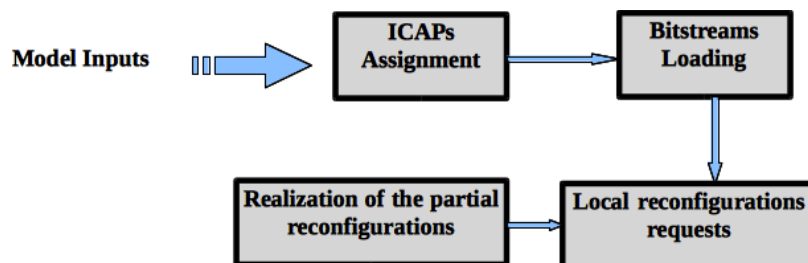 Model Inputs
ICAPs
Assignment
Bitstreams
Loading
Realization of the partial
reconfigurations
Local reconfigurations
requests